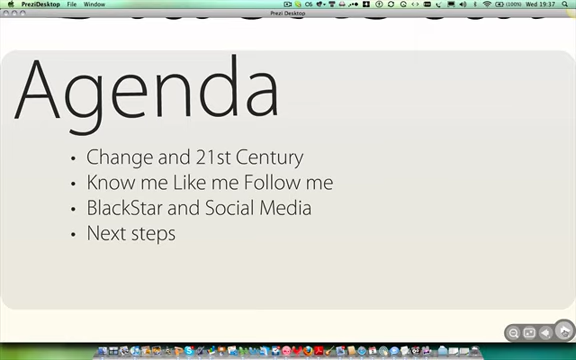 PreziDesktop File Window
(100%) Wed 19:37
Prezi Desktop
Agenda
• Change and 21st Century
• Know me Like me Follow me
• BlackStar and Social Media
• Next steps